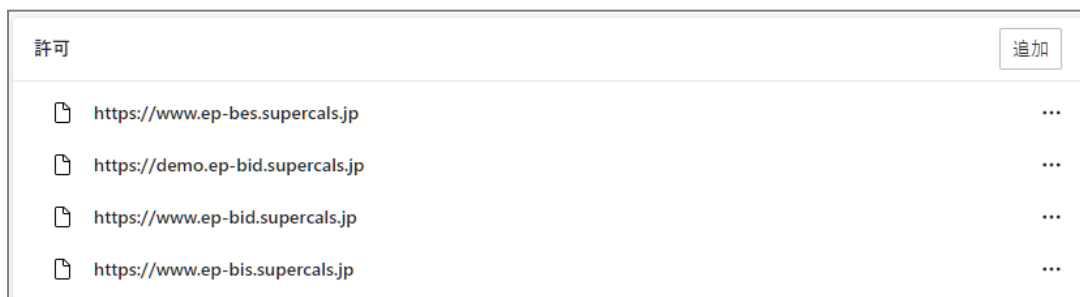 許可
追加
https://www.ep-bes.supercals.jp
https://demo.ep-bid.supercals.jp
https://www.ep-bid.supercals.jp
https://www.ep-bis.supercals.jp